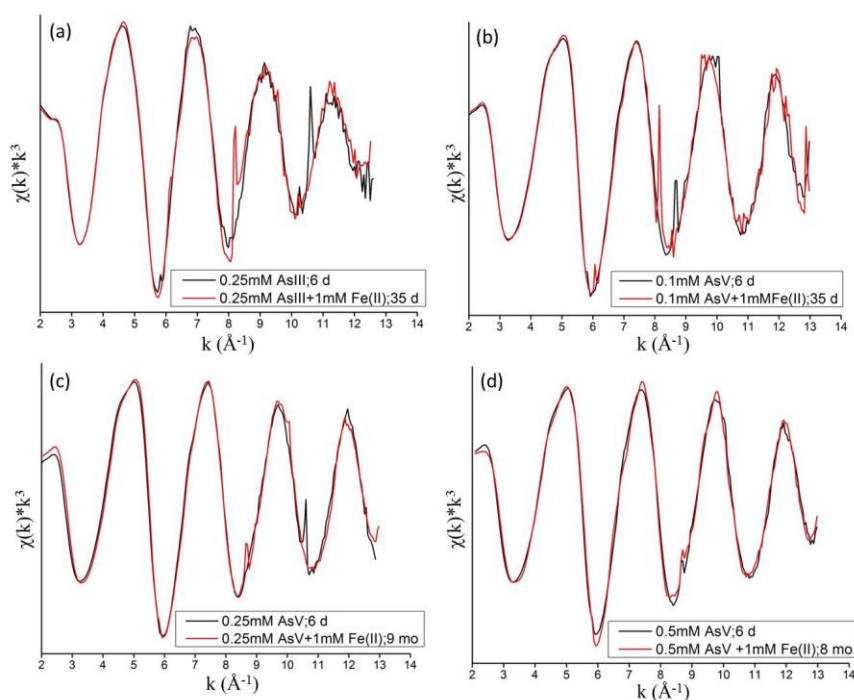 (a)
χ(k)*k³
0.25mM AsIII;6 d
0.25mM AsIII+1mM Fe(II);35 d
2 3 4 5 6 7 8 9 10 11 12 13 14
k (Å⁻¹)
(b)
χ(k)*k³
0.1mM AsV;6 d
0.1mM AsV+1mMFe(II);35 d
2 3 4 5 6 7 8 9 10 11 12 13 14
k (Å⁻¹)
(c)
χ(k)*k³
0.25mM AsV;6 d
0.25mM AsV+1mM Fe(II);9 mo
2 3 4 5 6 7 8 9 10 11 12 13 14
k (Å⁻¹)
(d)
χ(k)*k³
0.5mM AsV;6 d
0.5mM AsV +1mM Fe(II);8 mo
2 3 4 5 6 7 8 9 10 11 12 13 14
k (Å⁻¹)